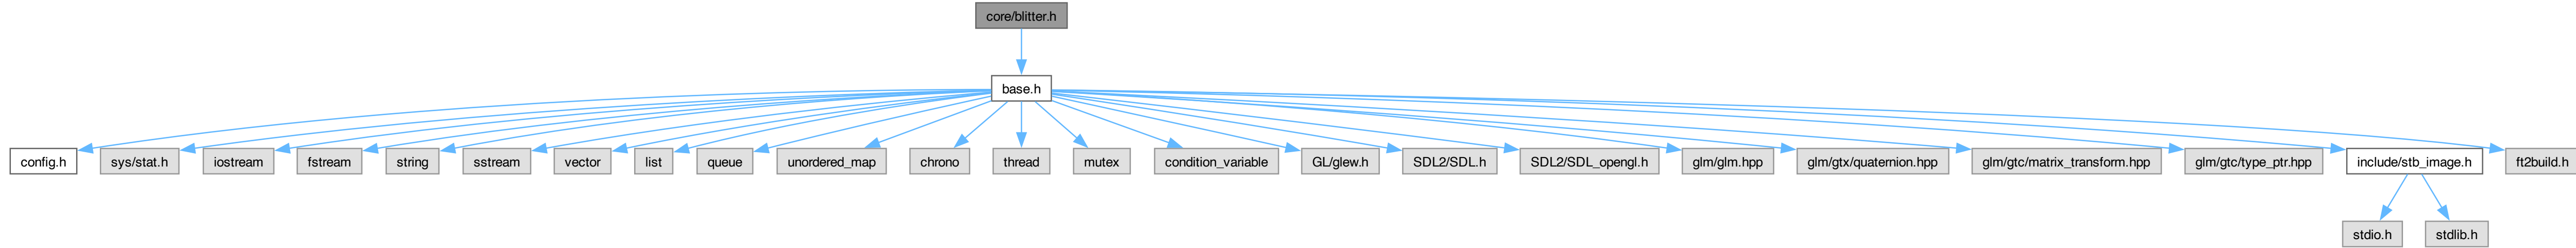 core/blitter.h
base.h
config.h
sys/stat.h
iostream
fstream
string
sstream
vector
list
queue
unordered_map
chrono
thread
mutex
condition_variable
GL/glew.h
SDL2/SDL.h
SDL2/SDL_opengl.h
glm/glm.hpp
glm/gtx/quaternion.hpp
glm/gtc/matrix_transform.hpp
glm/gtc/type_ptr.hpp
include/stb_image.h
ft2build.h
stdio.h
stdlib.h